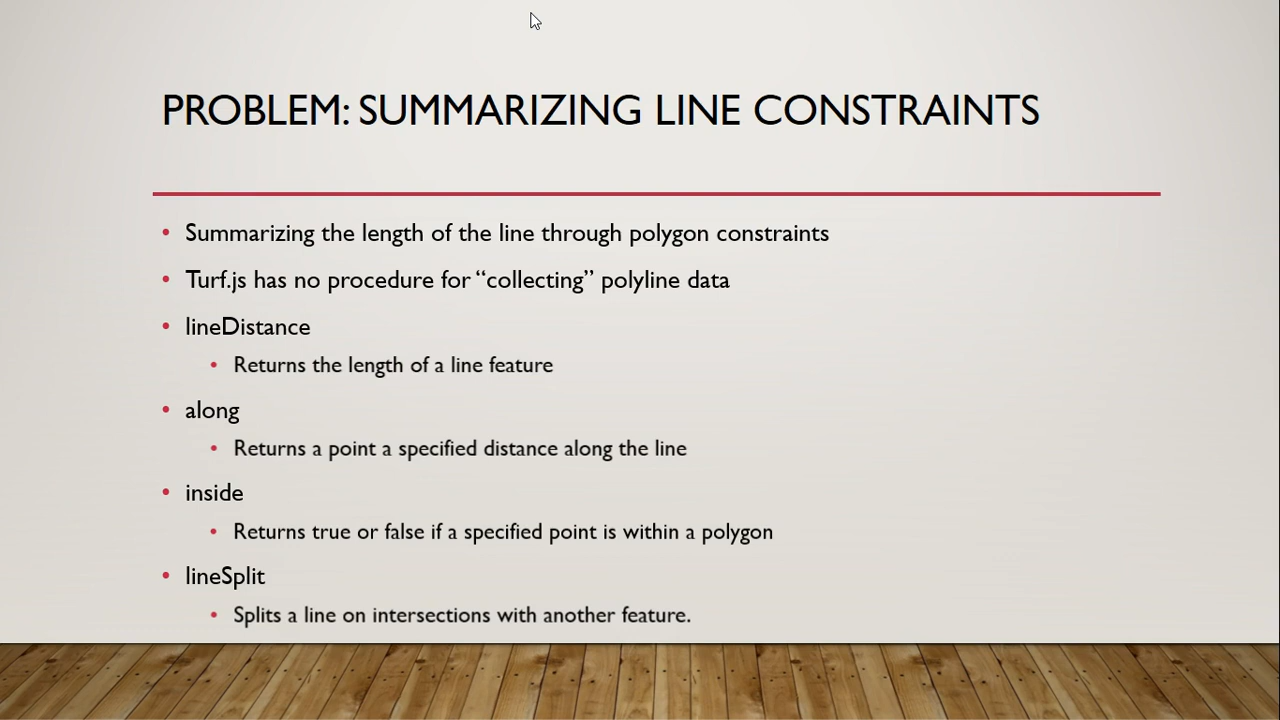 PROBLEM: SUMMARIZING LINE CONSTRAINTS
• Summarizing the length of the line through polygon constraints
• Turf.js has no procedure for “collecting” polyline data
• lineDistance
• Returns the length of a line feature
• along
• Returns a point a specified distance along the line
• inside
• Returns true or false if a specified point is within a polygon
• lineSplit
• Splits a line on intersections with another feature.